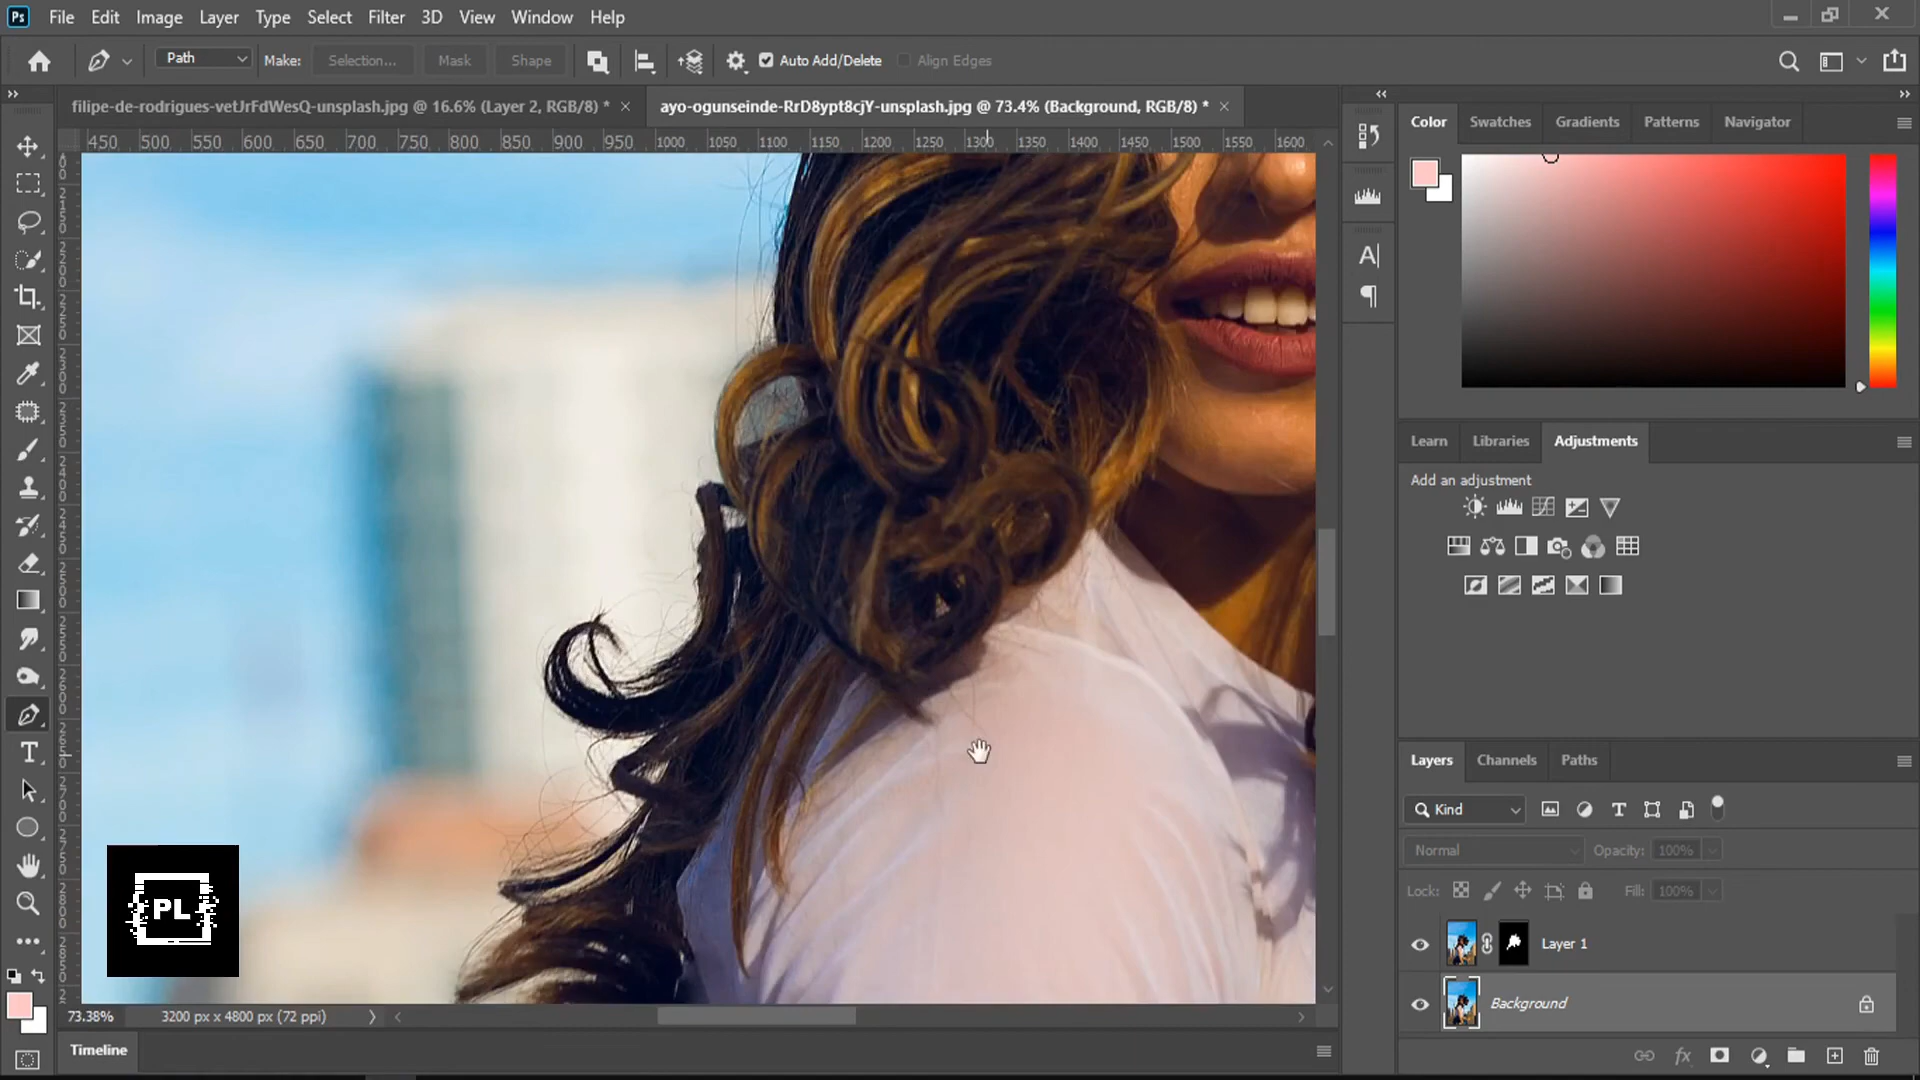 Ps File Edit Image Layer Type Select Filter 3D View Window Help
Path Make: Selection... Mask Shape Auto Add/Delete Align Edges
filipe-de-rodrigues-vetJrFdWesQ-unsplash.jpg @ 16.6% (Layer 2, RGB/8) * ayo-ogunseinde-RrD8ypt8cjY-unsplash.jpg @ 73.4% (Background, RGB/8) *
Color Swatches Gradients Patterns Navigator
450 500 550 600 650 700 750 800 850 900 950 1000 1050 1100 1150 1200 1250 1300 1350 1400 1450 1500 1550 1600
Learn Libraries Adjustments
Add an adjustment
Layers Channels Paths
Kind
Normal Opacity: 100%
Lock: Fill: 100%
PL
Layer 1
Background
73.38% 3200 px x 4800 px (72 ppi)
Timeline